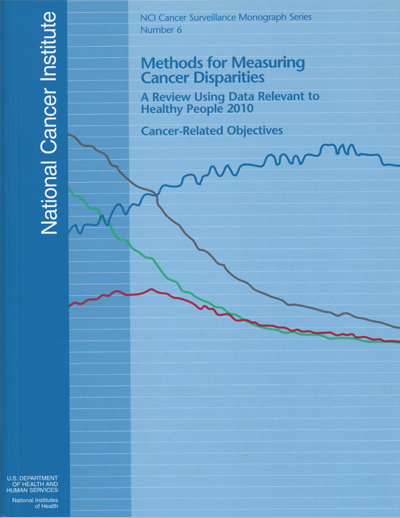 NCI Cancer Surveillance Monograph Series
Number 6
Methods for Measuring
Cancer Disparities
A Review Using Data Relevant to
Healthy People 2010
Cancer-Related Objectives
National Cancer Institute
U.S. DEPARTMENT
OF HEALTH AND
HUMAN SERVICES
National Institutes
of Health